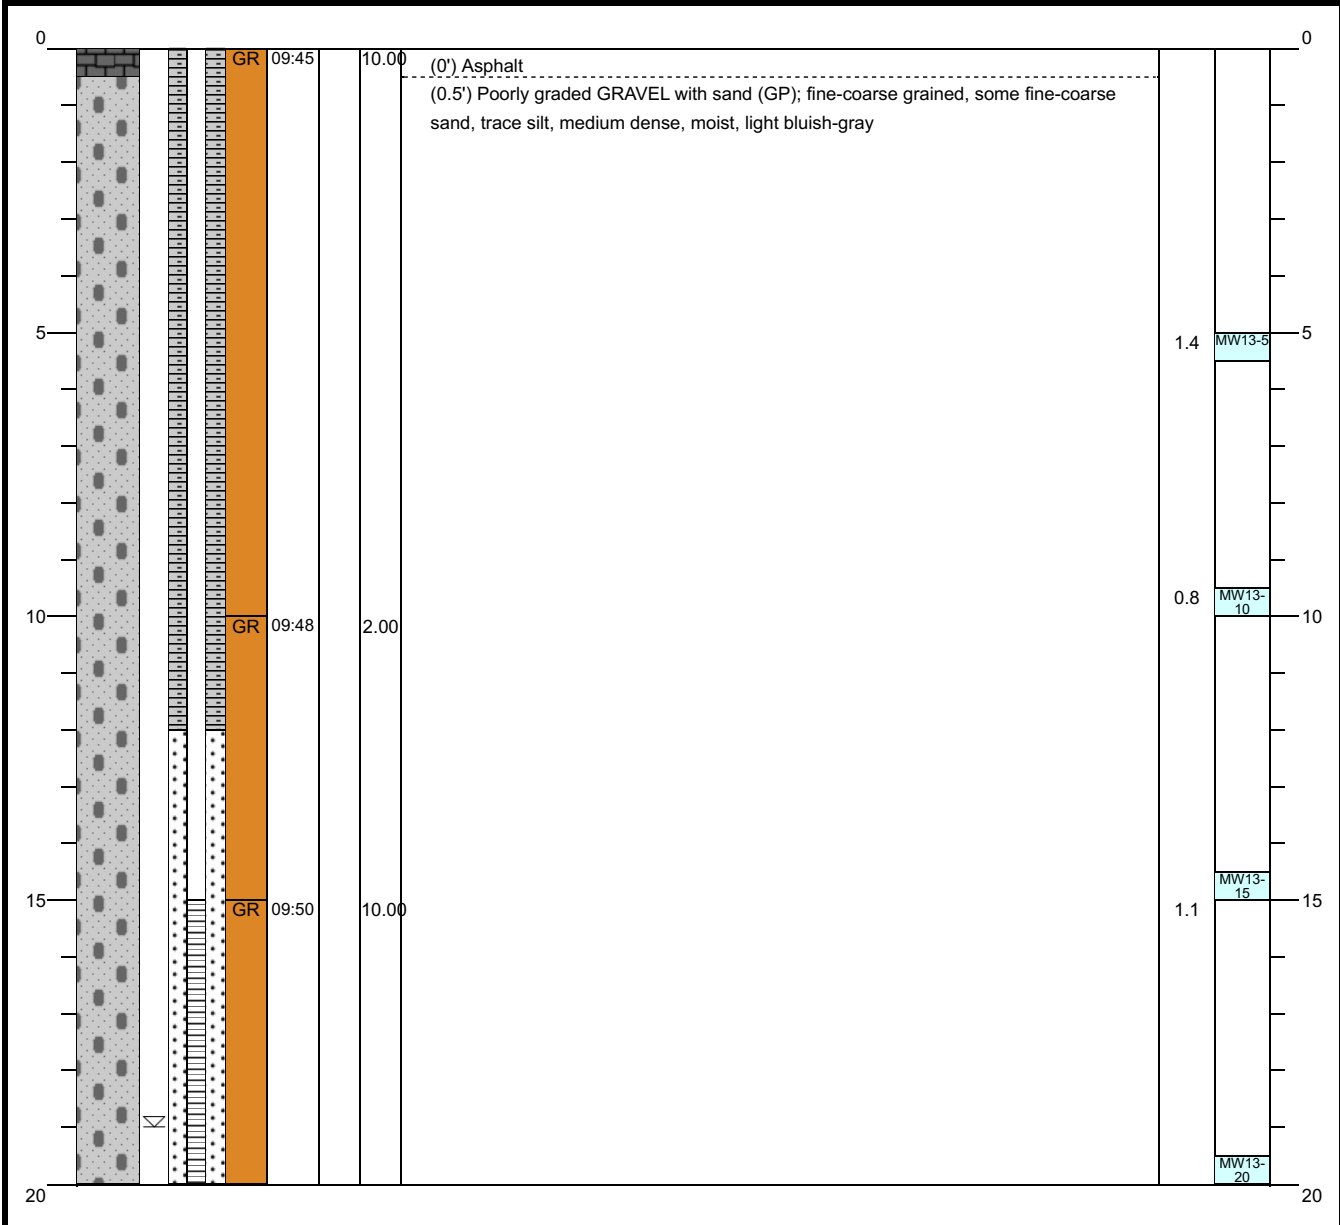 0
0
GR 09:45 10.00
(0') Asphalt
(0.5') Poorly graded GRAVEL with sand (GP); fine-coarse grained, some fine-coarse
sand, trace silt, medium dense, moist, light bluish-gray
5
1.4
MW13-5
5
0.8
MW13-
10
10
GR 09:48 2.00
10
MW13-
15
15
GR 09:50 10.00
1.1
15
MW13-
20
20
20